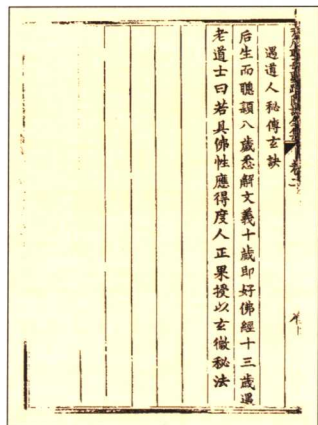 遇道人秘傳玄訣
后生而聰頴八歲悉解文義十歲即好佛經十三歲遇
老道士曰若具佛性應得度人正果授以玄微秘法